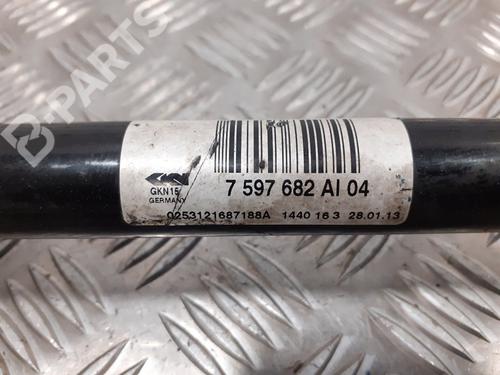 B-PARTS
7 597 682 AI 04
GKN15
GERMANY
0253121687188A 1440 16 3 28.01.13